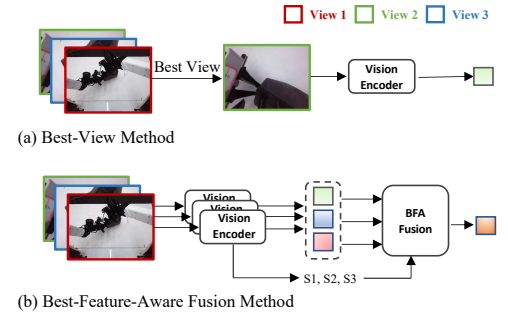 View 1 View 2 View 3
Best View
Vision
Encoder
(a) Best-View Method
Vision
Vision
Vision
Encoder
BFA
Fusion
S1, S2, S3
(b) Best-Feature-Aware Fusion Method